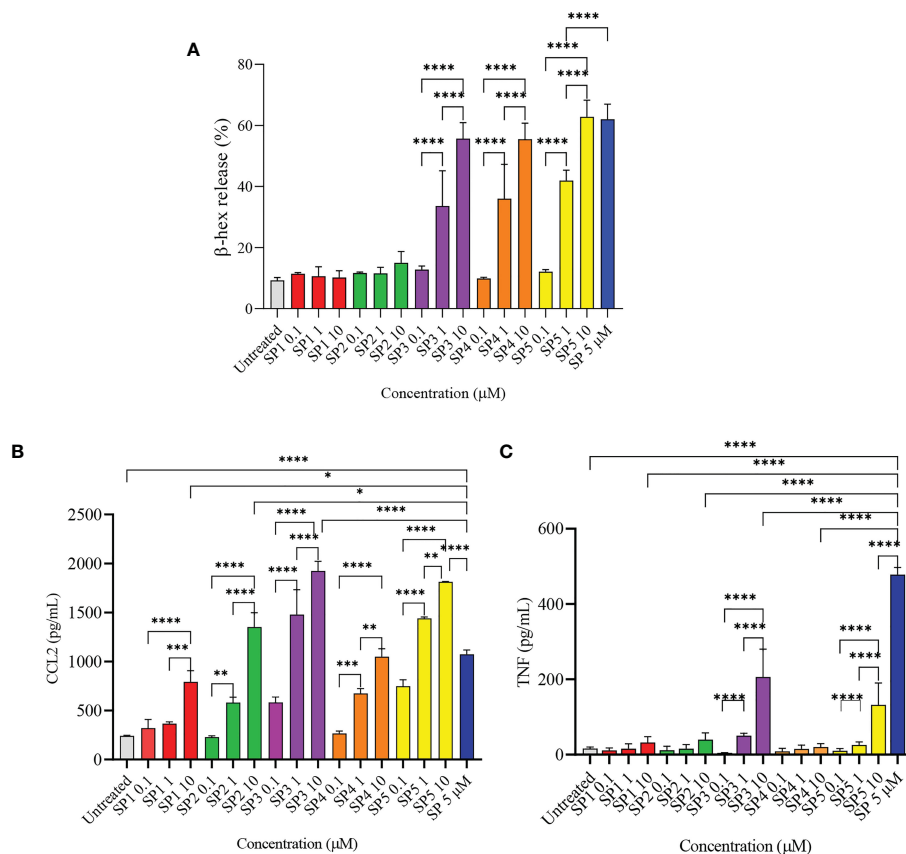 A
****
****
****
****
****
****
****
****
****
****
β-hex release (%)
80
60
40
20
0
Untreated
SP1 0.1
SP1 1
SP1 10
SP2 0.1
SP2 1
SP2 10
SP3 0.1
SP3 1
SP3 10
SP4 0.1
SP4 1
SP4 10
SP5 0.1
SP5 1
SP5 10
SP 5 μM
Concentration (μM)
B
****
*
*
****
****
****
****
****
****
****
****
****
****
***
**
****
***
**
****
**
CCL2 (pg/mL)
2500
2000
1500
1000
500
0
Untreated
SP1 0.1
SP1 1
SP1 10
SP2 0.1
SP2 1
SP2 10
SP3 0.1
SP3 1
SP3 10
SP4 0.1
SP4 1
SP4 10
SP5 0.1
SP5 1
SP5 10
SP 5 μM
Concentration (μM)
C
****
****
****
****
****
****
****
****
****
****
****
****
TNF (pg/mL)
600
400
200
0
Untreated
SP1 0.1
SP1 1
SP1 10
SP2 0.1
SP2 1
SP2 10
SP3 0.1
SP3 1
SP3 10
SP4 0.1
SP4 1
SP4 10
SP5 0.1
SP5 1
SP5 10
SP 5 μM
Concentration (μM)